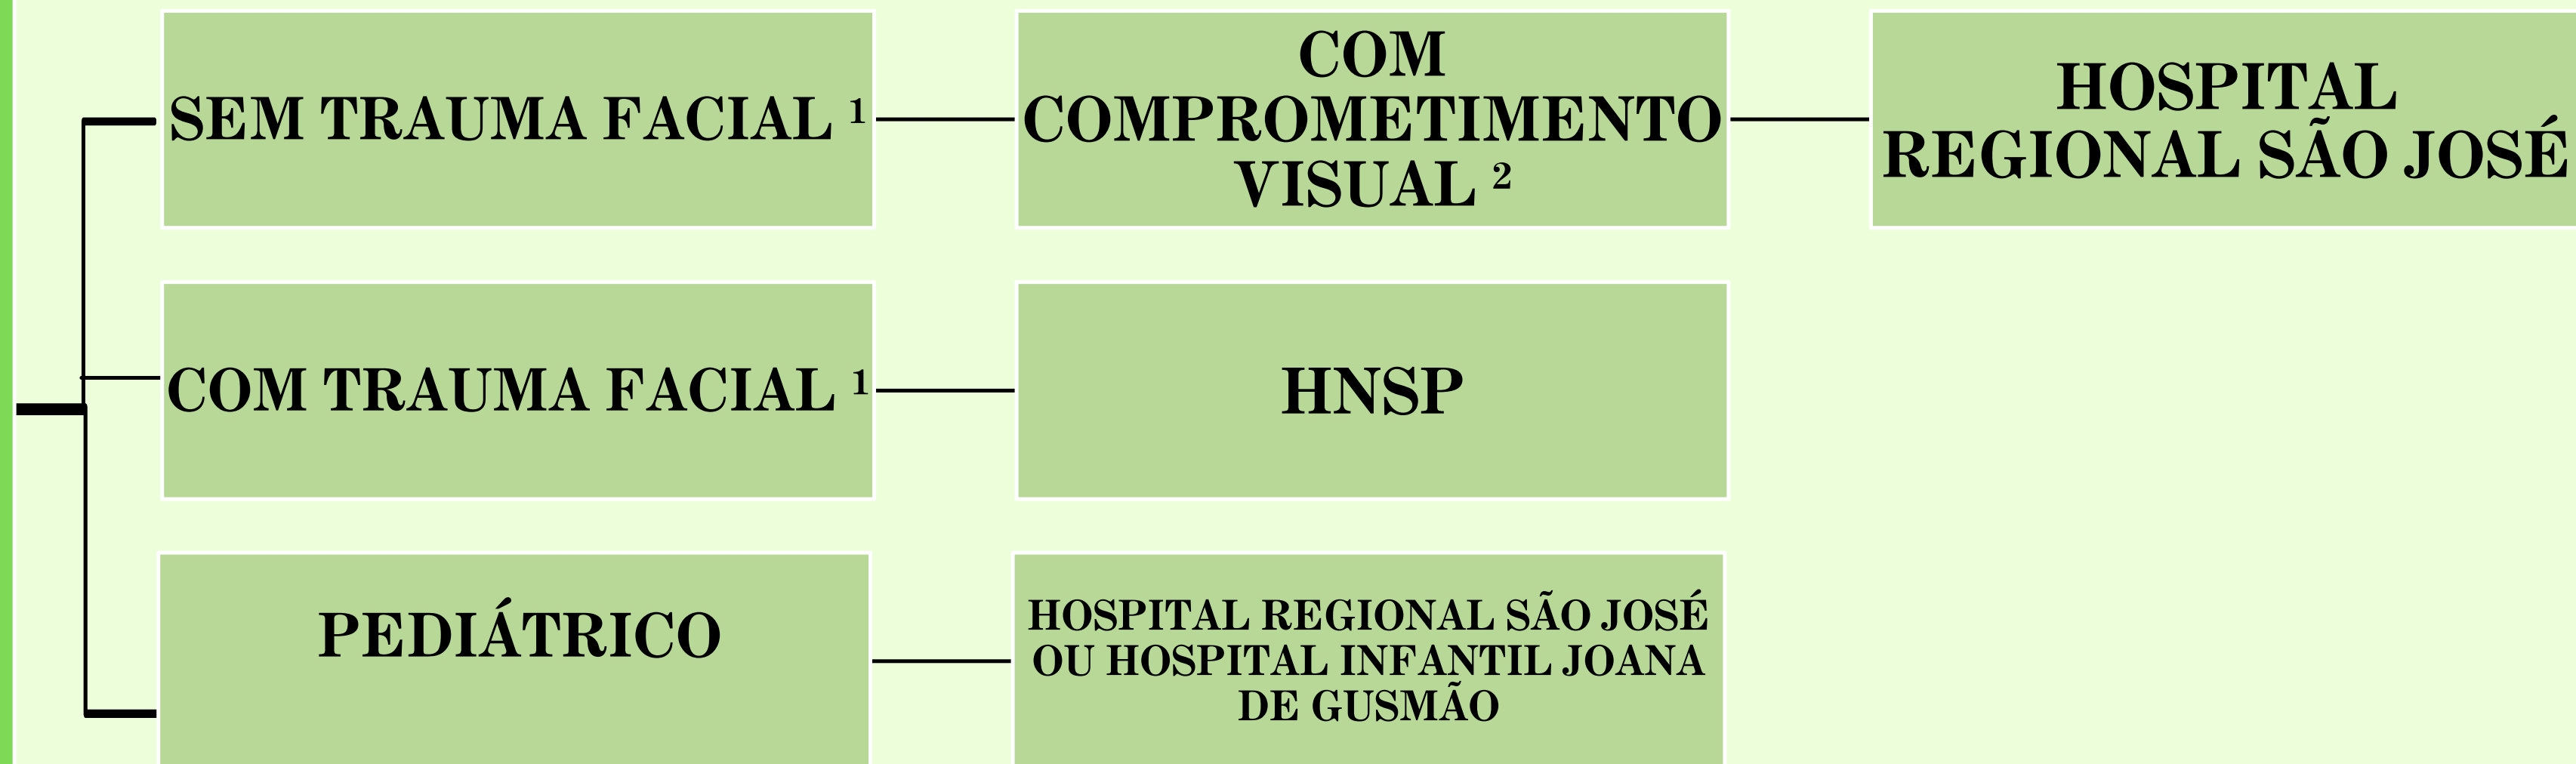 SEM TRAUMA FACIAL ¹
COM
COMPROMETIMENTO
VISUAL ²
HOSPITAL
REGIONAL SÃO JOSÉ
COM TRAUMA FACIAL ¹
HNSP
PEDIÁTRICO
HOSPITAL REGIONAL SÃO JOSÉ
OU HOSPITAL INFANTIL JOANA
DE GUSMÃO